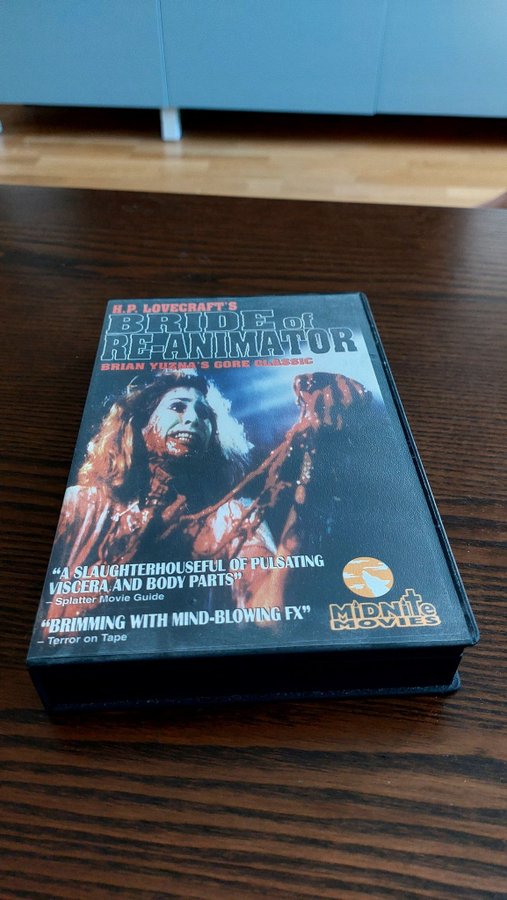 H.P. LOVECRAFT'S
BRIDE of
RE-ANIMATOR
BRIAN YUZNA'S GORE CLASSIC
“A SLAUGHTERHOUSEFUL OF PULSATING
VISCERA, AND BODY PARTS”
– Splatter Movie Guide
“BRIMMING WITH MIND-BLOWING FX”
– Terror on Tape
MiDNite
MOVIES